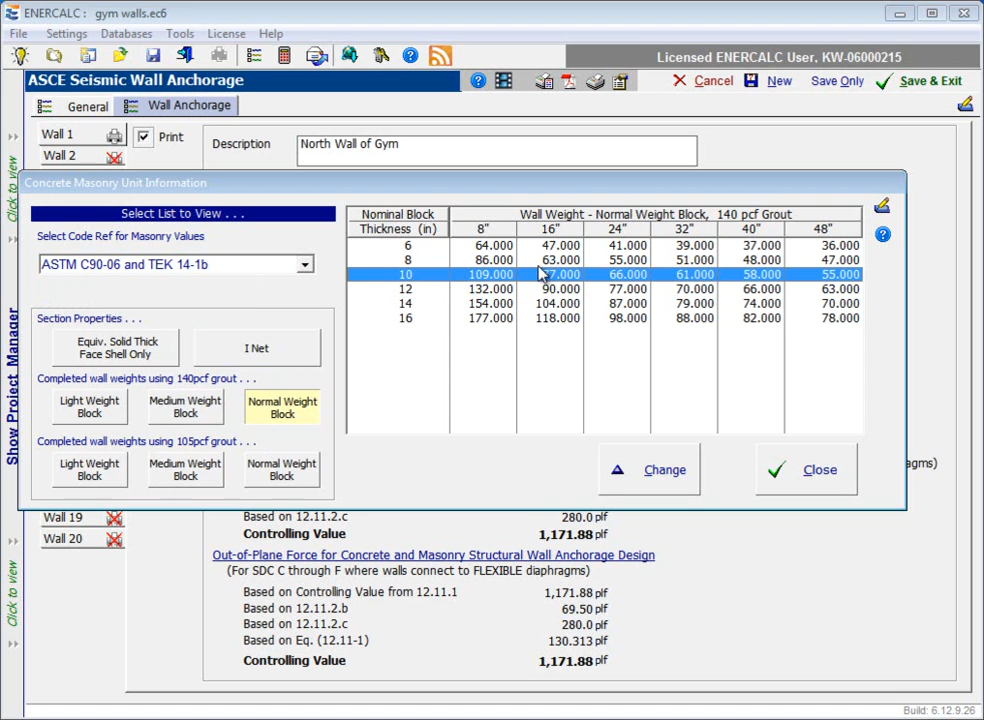 ENERCALC : gym walls.ec6
File Settings Databases Tools License Help
Licensed ENERCALC User, KW-06000215
ASCE Seismic Wall Anchorage
Cancel New Save Only Save & Exit
General Wall Anchorage
Wall 1 Print Description North Wall of Gym
Wall 2
Click to view
Concrete Masonry Unit Information
Select List to View . . .
Select Code Ref for Masonry Values
ASTM C90-06 and TEK 14-1b
Section Properties . . .
Equiv. Solid Thick
Face Shell Only
I Net
Completed wall weights using 140pcf grout . . .
Light Weight
Block
Medium Weight
Block
Normal Weight
Block
Completed wall weights using 105pcf grout . . .
Light Weight
Block
Medium Weight
Block
Normal Weight
Block
Nominal Block Wall Weight - Normal Weight Block, 140 pcf Grout
Thickness (in) 8" 16" 24" 32" 40" 48"
6 64.000 47.000 41.000 39.000 37.000 36.000
8 86.000 63.000 55.000 51.000 48.000 47.000
10 109.000 7.000 66.000 61.000 58.000 55.000
12 132.000 90.000 77.000 70.000 66.000 63.000
14 154.000 104.000 87.000 79.000 74.000 70.000
16 177.000 118.000 98.000 88.000 82.000 78.000
Change Close
Show Project Manager
Click to view
Wall 19
Wall 20
Based on 12.11.2.c 280.0 plf
Controlling Value 1,171.88 plf
Out-of-Plane Force for Concrete and Masonry Structural Wall Anchorage Design
(For SDC C through F where walls connect to FLEXIBLE diaphragms)
Based on Controlling Value from 12.11.1 1,171.88 plf
Based on 12.11.2.b 69.50 plf
Based on 12.11.2.c 280.0 plf
Based on Eq. (12.11-1) 130.313 plf
Controlling Value 1,171.88 plf
Build: 6.12.9.26